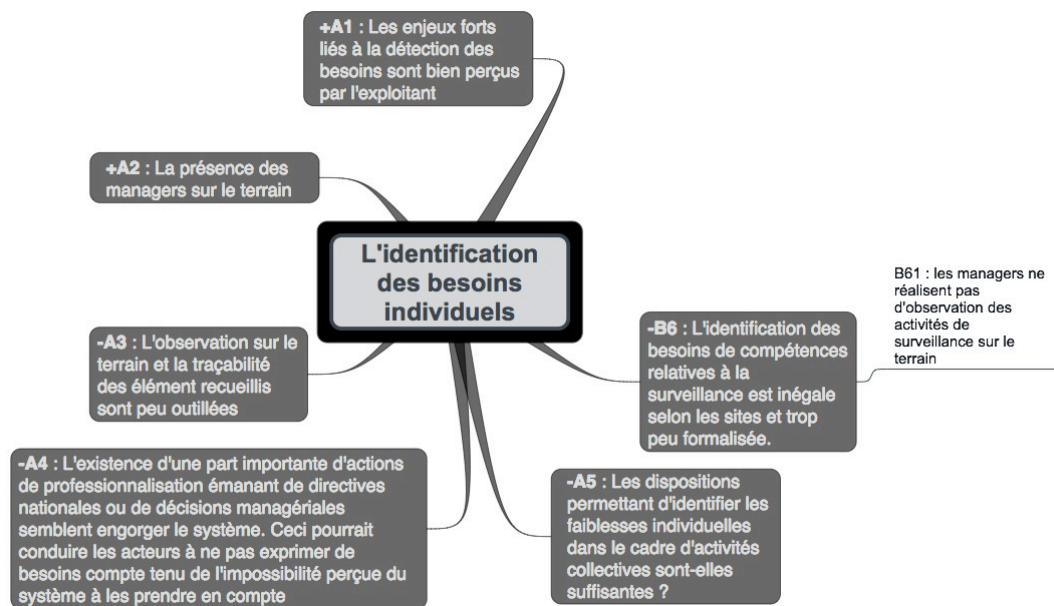 +A1 : Les enjeux forts
liés à la détection des
besoins sont bien perçus
par l'exploitant
+A2 : La présence des
managers sur le terrain
L'identification
des besoins
individuels
B61 : les managers ne
réalisent pas
d'observation des
activités de
surveillance sur le
terrain
-A3 : L'observation sur le
terrain et la traçabilité
des élément recueillis
sont peu outillées
-B6 : L'identification des
besoins de compétences
relatives à la
surveillance est inégale
selon les sites et trop
peu formalisée.
-A4 : L'existence d'une part importante d'actions
de professionnalisation émanant de directives
nationales ou de décisions managériales
semblent engorger le système. Ceci pourrait
conduire les acteurs à ne pas exprimer de
besoins compte tenu de l'impossibilité perçue du
système à les prendre en compte
-A5 : Les dispositions
permettant d'identifier les
faiblesses individuelles
dans le cadre d'activités
collectives sont-elles
suffisantes ?